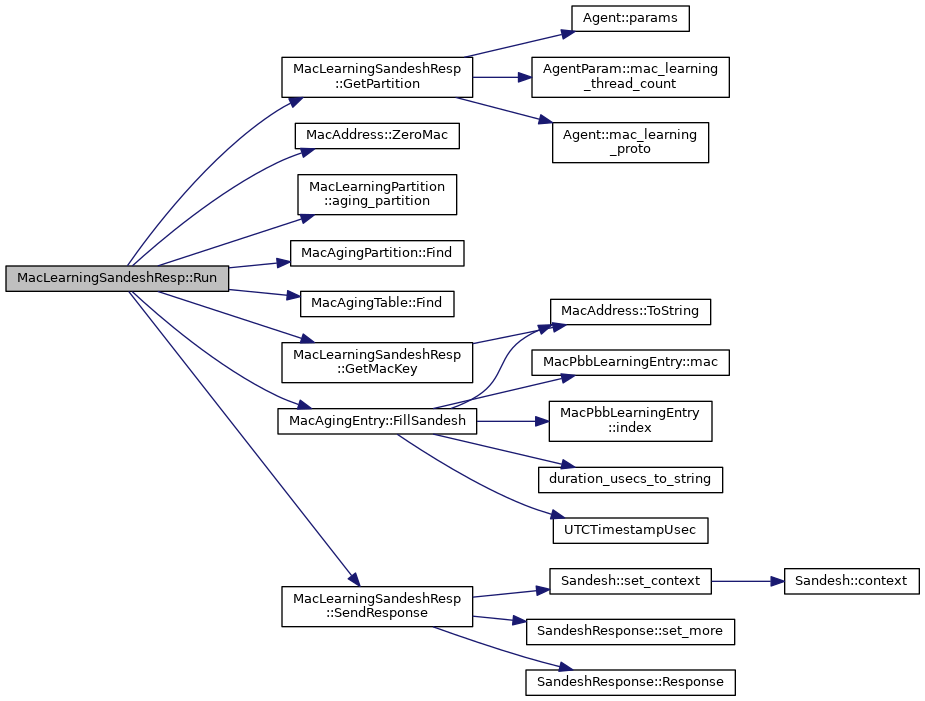 Agent::params
MacLearningSandeshResp
::GetPartition
AgentParam::mac_learning
_thread_count
Agent::mac_learning
_proto
MacAddress::ZeroMac
MacLearningPartition
::aging_partition
MacAgingPartition::Find
MacLearningSandeshResp::Run
MacAgingTable::Find
MacAddress::ToString
MacLearningSandeshResp
::GetMacKey
MacPbbLearningEntry::mac
MacAgingEntry::FillSandesh
MacPbbLearningEntry
::index
duration_usecs_to_string
UTCTimestampUsec
Sandesh::set_context
Sandesh::context
MacLearningSandeshResp
::SendResponse
SandeshResponse::set_more
SandeshResponse::Response